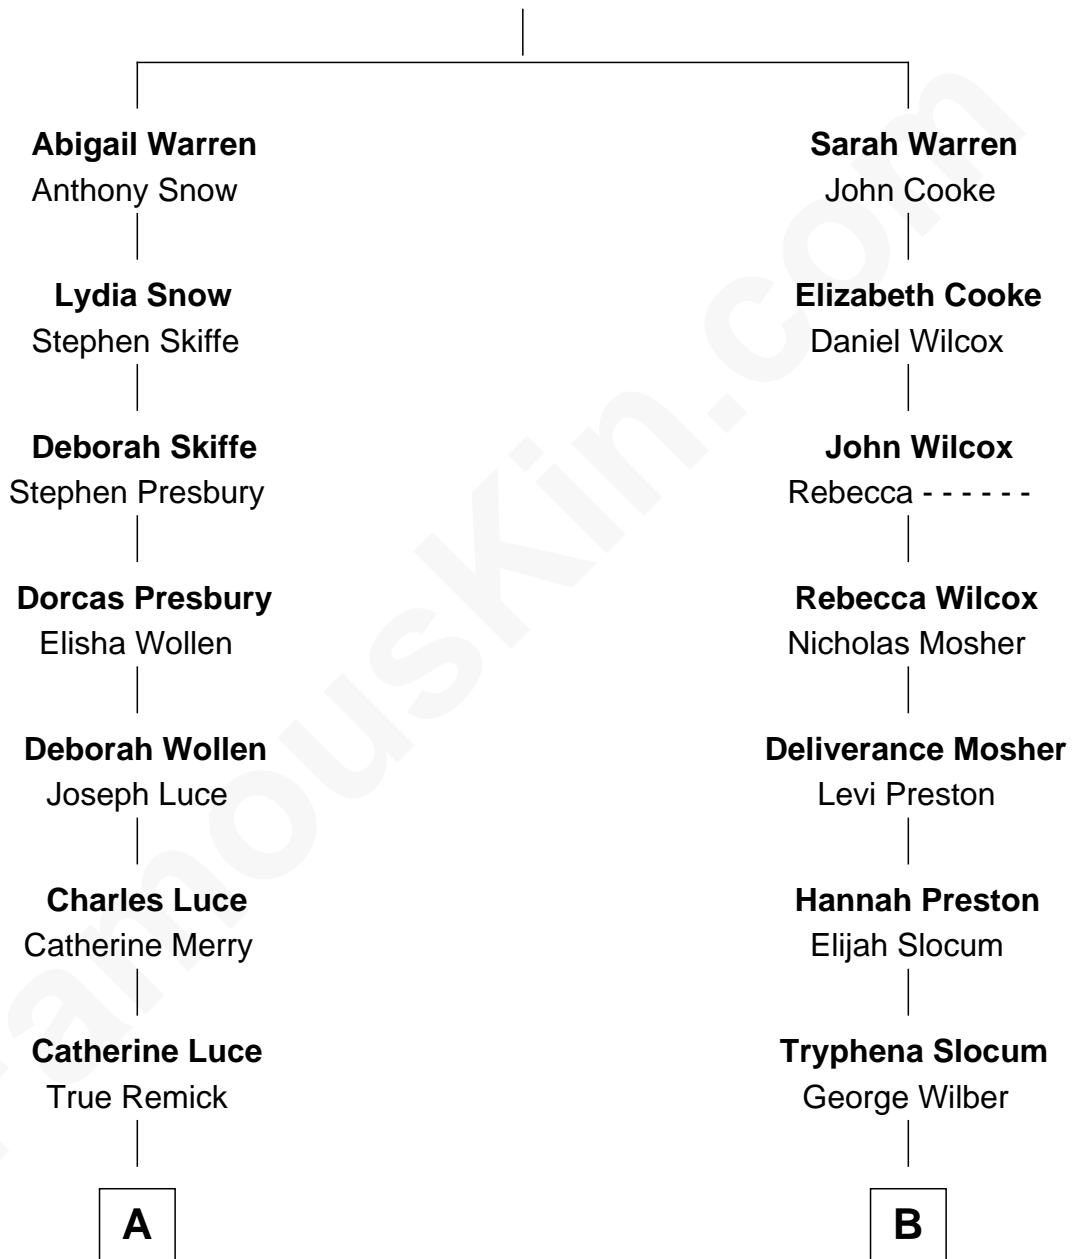 Abigail Warren
Anthony Snow
Lydia Snow
Stephen Skiffe
Deborah Skiffe
Stephen Presbury
Dorcas Presbury
Elisha Wollen
Deborah Wollen
Joseph Luce
Charles Luce
Catherine Merry
Catherine Luce
True Remick
A
Sarah Warren
John Cooke
Elizabeth Cooke
Daniel Wilcox
John Wilcox
Rebecca - - - - - -
Rebecca Wilcox
Nicholas Mosher
Deliverance Mosher
Levi Preston
Hannah Preston
Elijah Slocum
Tryphena Slocum
George Wilber
B
FamousKin.com